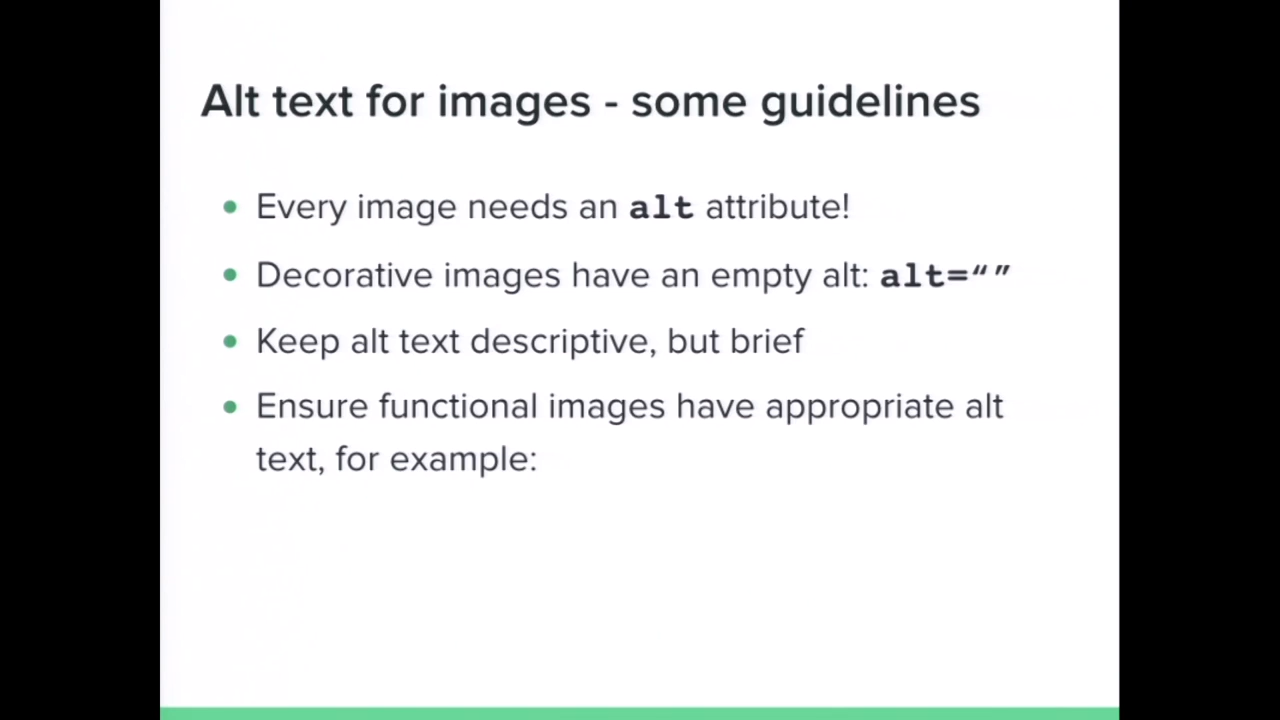 Alt text for images - some guidelines
Every image needs an alt attribute!
Decorative images have an empty alt: alt=“”
Keep alt text descriptive, but brief
Ensure functional images have appropriate alt
text, for example: